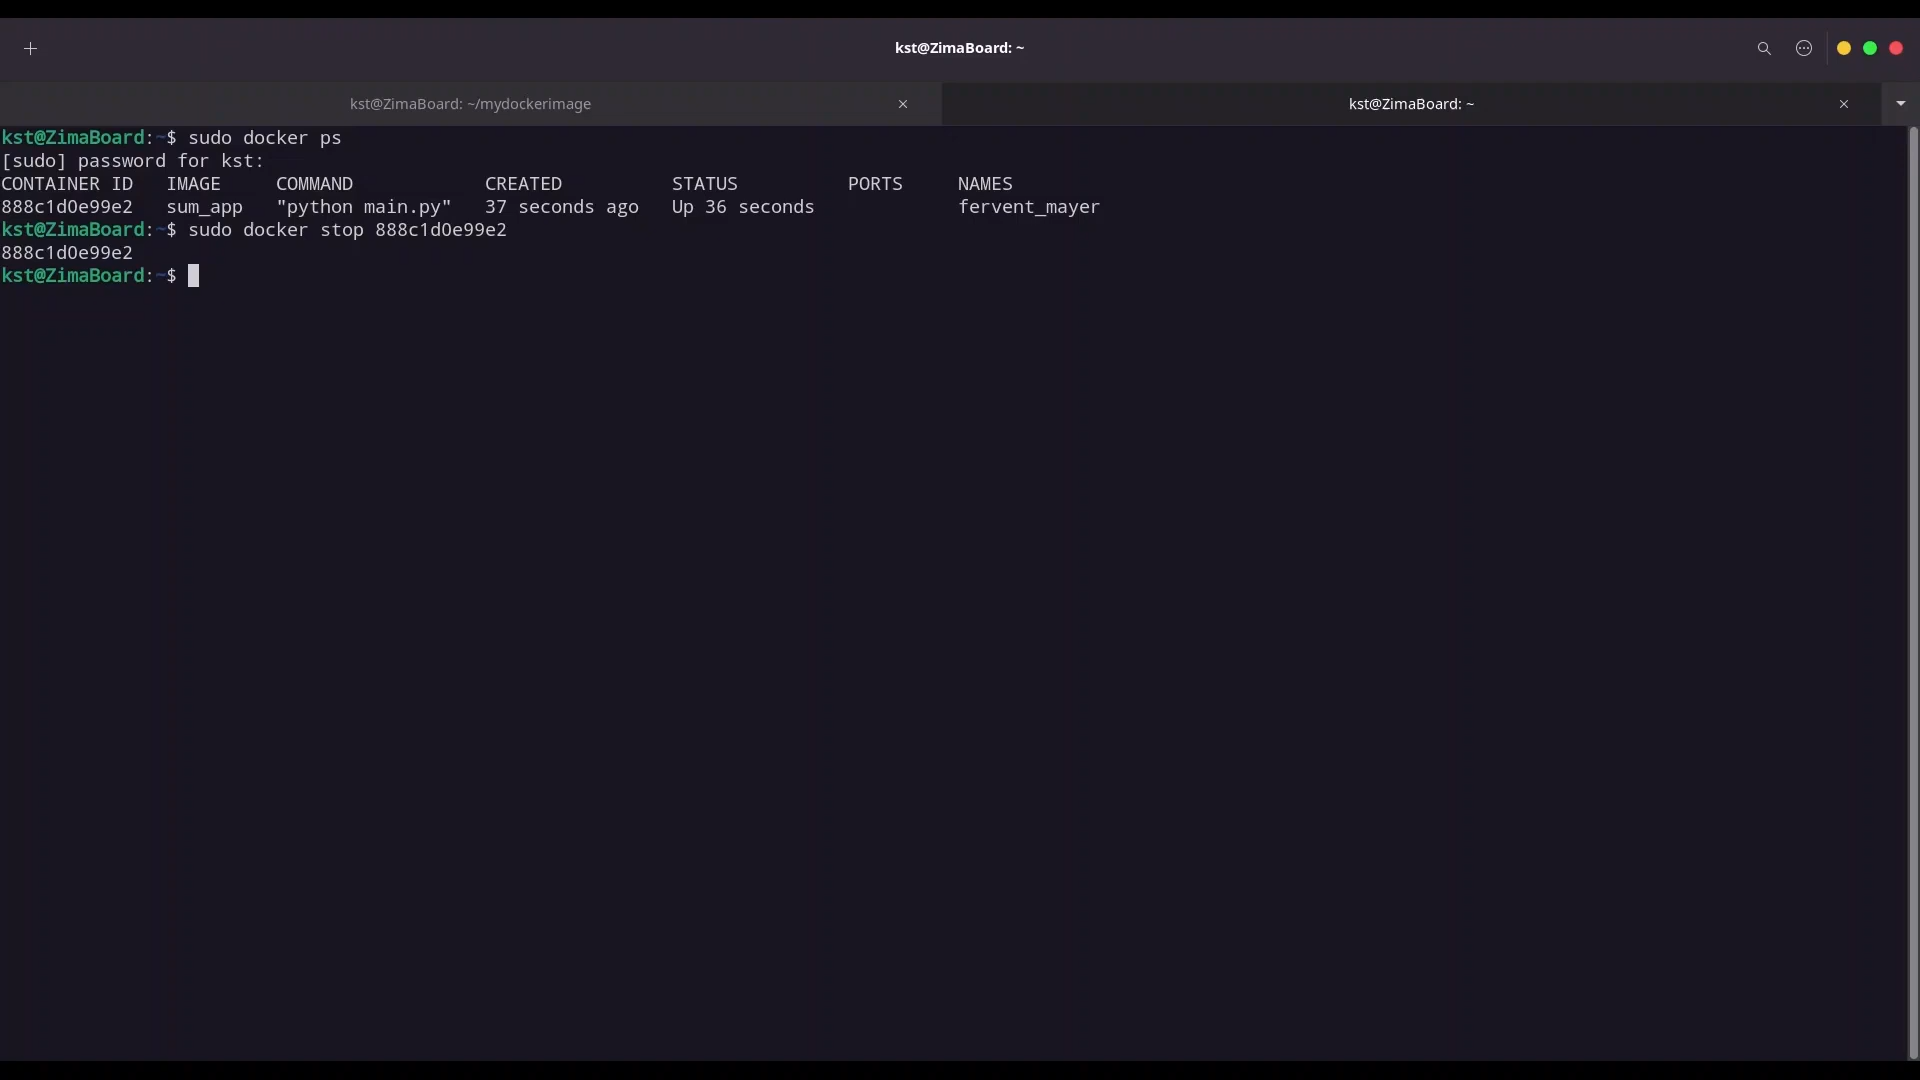 kst@ZimaBoard: ~
kst@ZimaBoard: ~/mydockerimage
kst@ZimaBoard: ~
kst@ZimaBoard:~$ sudo docker ps
[sudo] password for kst:
CONTAINER ID   IMAGE     COMMAND            CREATED          STATUS          PORTS     NAMES
888c1d0e99e2   sum_app   "python main.py"   37 seconds ago   Up 36 seconds             fervent_mayer
kst@ZimaBoard:~$ sudo docker stop 888c1d0e99e2
888c1d0e99e2
kst@ZimaBoard:~$